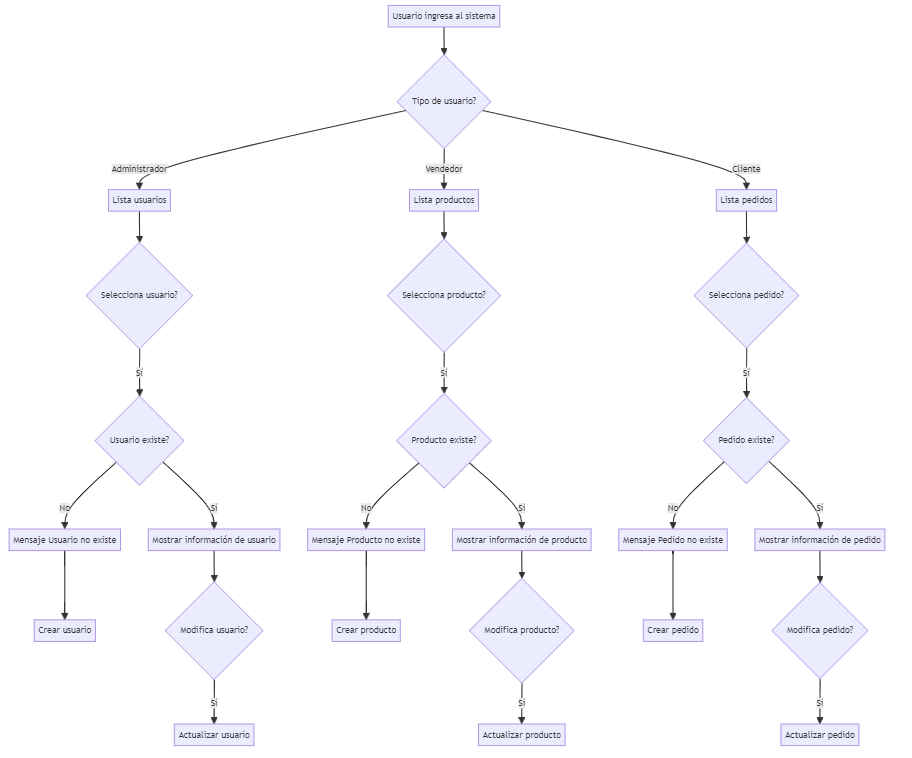 Usuario ingresa al sistema
Tipo de usuario?
Administrador
Vendedor
Cliente
Lista usuarios
Lista productos
Lista pedidos
Selecciona usuario?
Selecciona producto?
Selecciona pedido?
Sí
Sí
Sí
Usuario existe?
Producto existe?
Pedido existe?
No
Sí
No
Sí
No
Sí
Mensaje Usuario no existe
Mostrar información de usuario
Mensaje Producto no existe
Mostrar información de producto
Mensaje Pedido no existe
Mostrar información de pedido
Crear usuario
Modifica usuario?
Crear producto
Modifica producto?
Crear pedido
Modifica pedido?
Sí
Sí
Sí
Actualizar usuario
Actualizar producto
Actualizar pedido